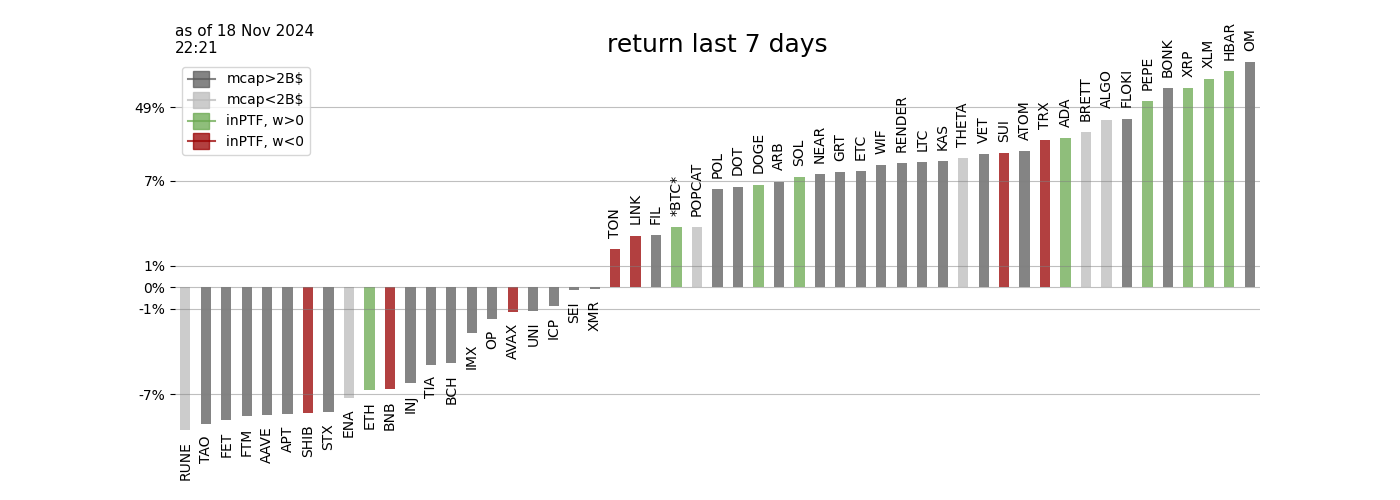 as of 18 Nov 2024
22:21
return last 7 days
mcap>2B$
mcap<2B$
inPTF, w>0
inPTF, w<0
49%
7%
1%
0%
-1%
-7%
RUNE
TAO
FET
FTM
AAVE
APT
SHIB
STX
ENA
ETH
BNB
INJ
TIA
BCH
IMX
OP
AVAX
UNI
ICP
SEI
XMR
TON
LINK
FIL
*BTC*
POPCAT
POL
DOT
DOGE
ARB
SOL
NEAR
GRT
ETC
WIF
RENDER
LTC
KAS
THETA
VET
SUI
ATOM
TRX
ADA
BRETT
ALGO
FLOKI
PEPE
BONK
XRP
XLM
HBAR
OM